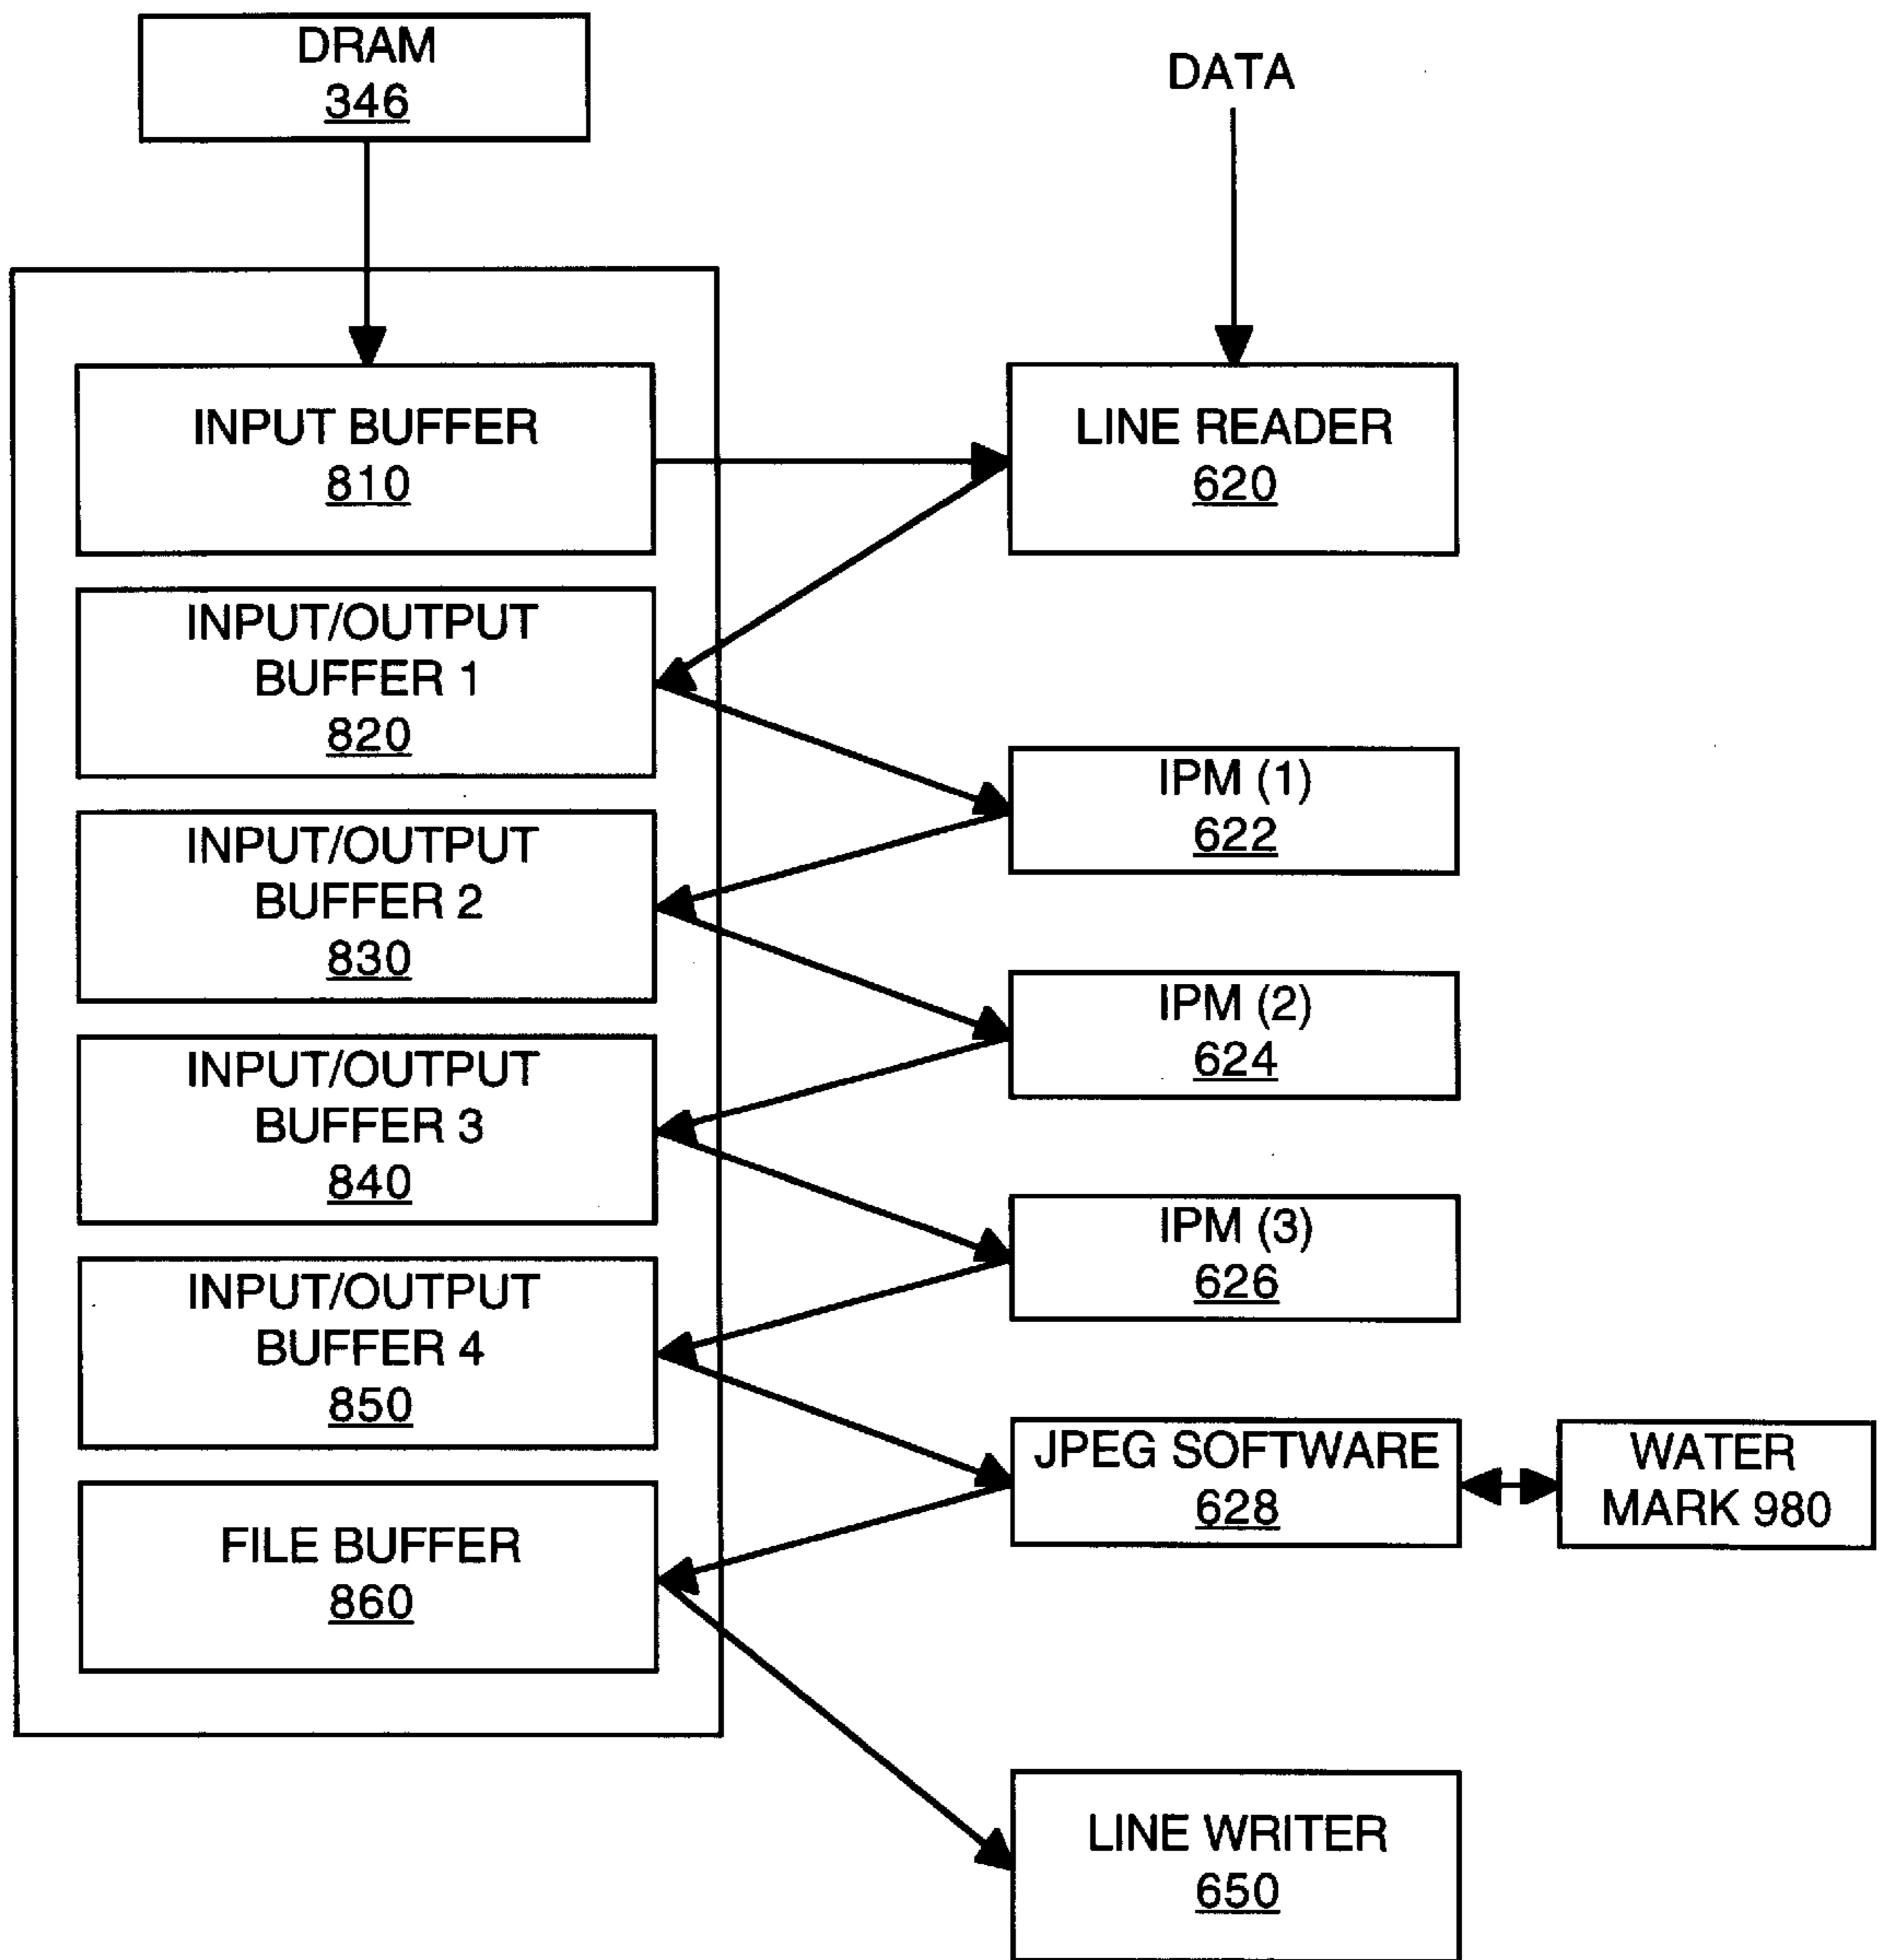 DRAM
346
DATA
INPUT BUFFER
810
LINE READER
620
INPUT/OUTPUT
BUFFER 1
820
IPM (1)
622
INPUT/OUTPUT
BUFFER 2
830
IPM (2)
624
INPUT/OUTPUT
BUFFER 3
840
IPM (3)
626
INPUT/OUTPUT
BUFFER 4
850
JPEG SOFTWARE
628
WATER
MARK 980
FILE BUFFER
860
LINE WRITER
650